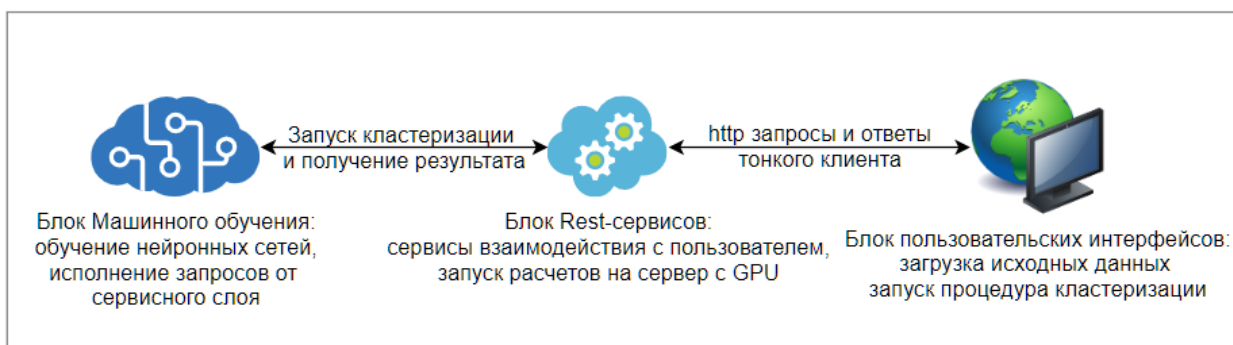 Запуск кластеризации
и получение результата
http запросы и ответы
тонкого клиента
Блок Машинного обучения:
обучение нейронных сетей,
исполнение запросов от
сервисного слоя
Блок Rest-сервисов:
сервисы взаимодействия с пользователем,
запуск расчетов на сервер с GPU
Блок пользовательских интерфейсов:
загрузка исходных данных
запуск процедура кластеризации